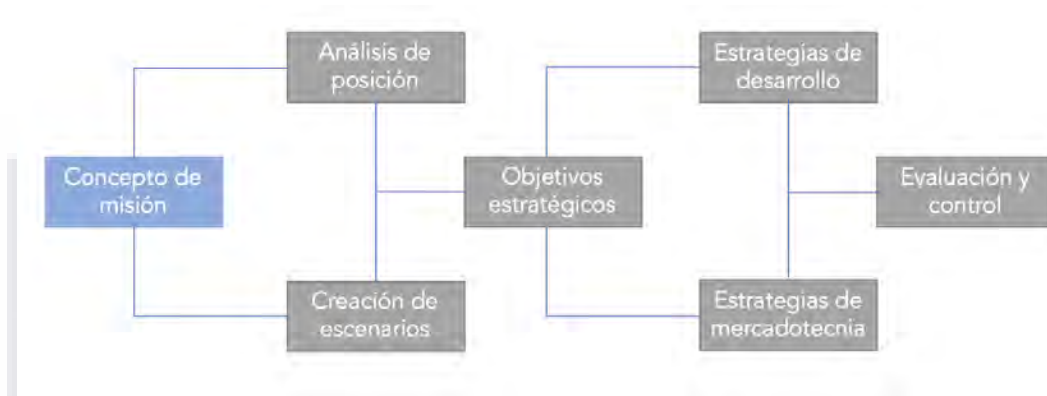 Análisis de
posición
Estrategias de
desarrollo
Concepto de
misión
Objetivos
estratégicos
Evaluación y
control
Creación de
escenarios
Estrategias de
mercadotecnia